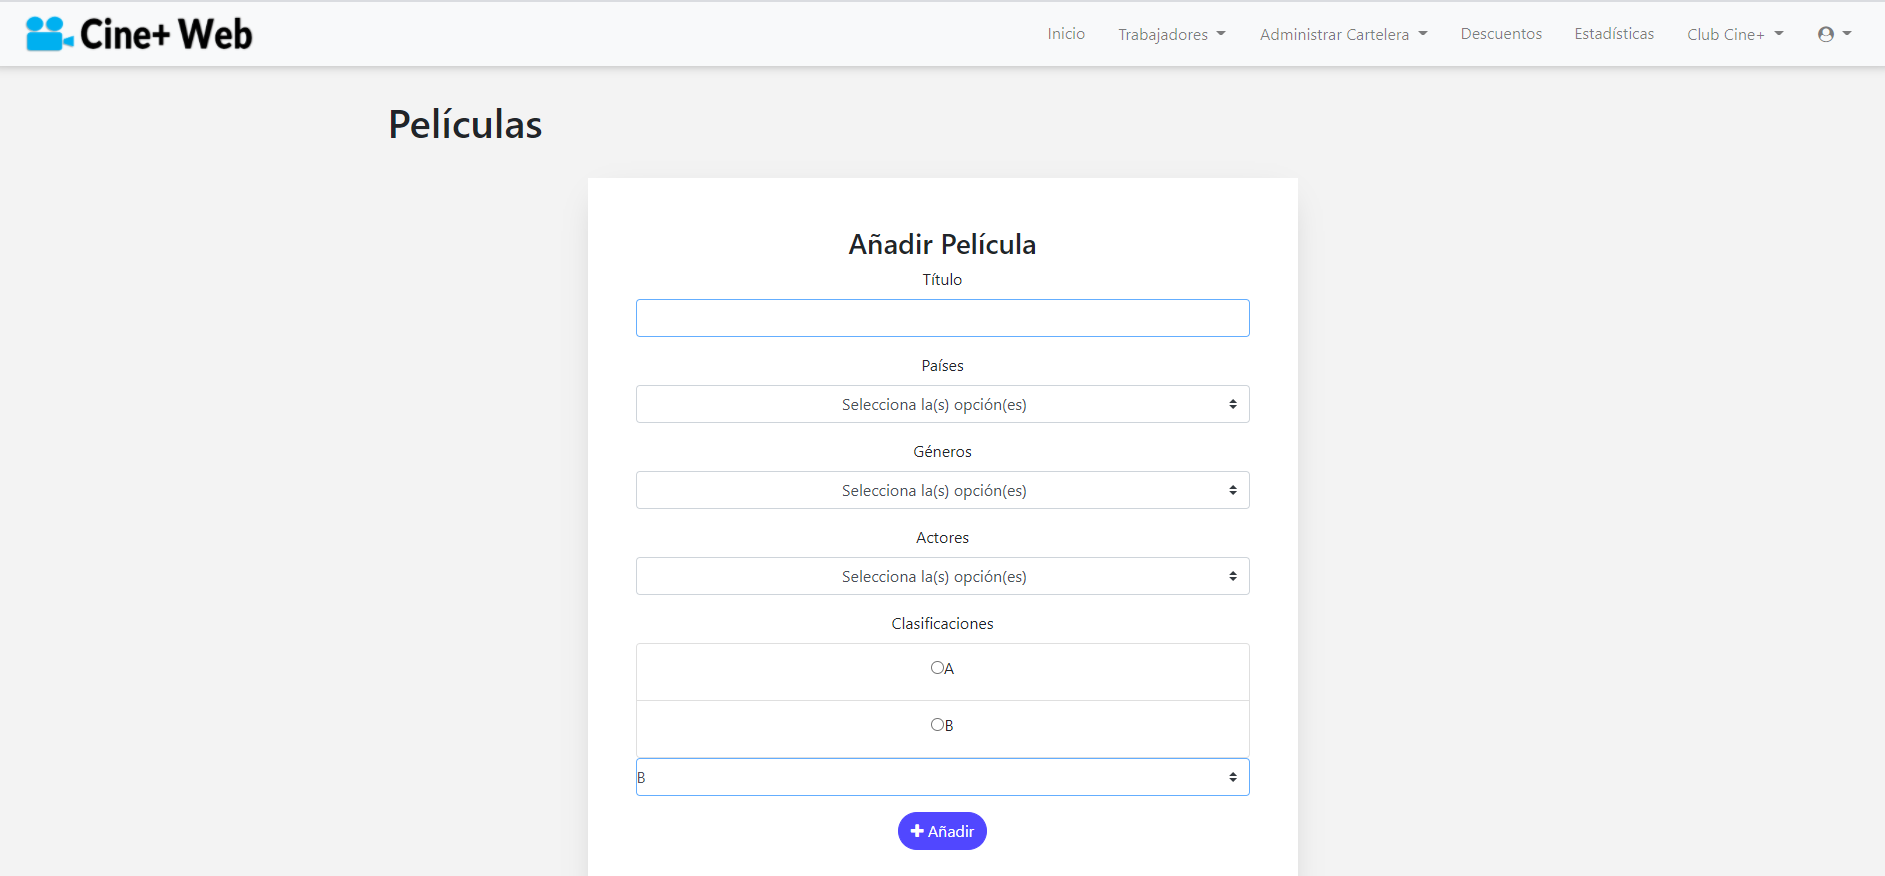 Cine+ Web
Inicio Trabajadores Administrar Cartelera Descuentos Estadísticas Club Cine+
Películas
Añadir Película
Título
Países
Selecciona la(s) opción(es)
Géneros
Selecciona la(s) opción(es)
Actores
Selecciona la(s) opción(es)
Clasificaciones
A
B
B
Añadir